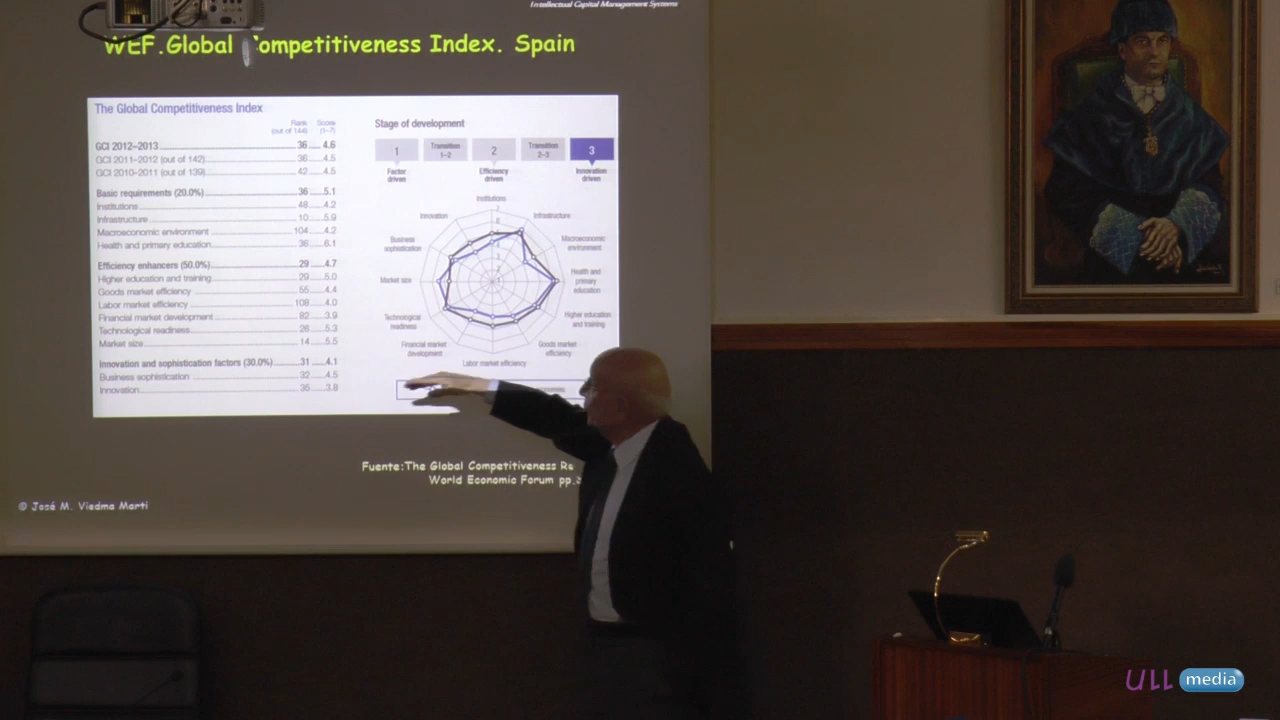 Intellectual Capital Management Systems
WEF.Global Competitiveness Index. Spain
The Global Competitiveness Index
Rank Score
(out of 144) (1–7)
GCI 2012–2013 36 4.6
GCI 2011–2012 (out of 142) 36 4.5
GCI 2010–2011 (out of 139) 42 4.5
Basic requirements (20.0%) 36 5.1
Institutions 48 4.2
Infrastructure 10 5.9
Macroeconomic environment 104 4.2
Health and primary education 36 6.1
Efficiency enhancers (50.0%) 29 4.7
Higher education and training 29 5.0
Goods market efficiency 55 4.4
Labor market efficiency 108 4.0
Financial market development 82 3.9
Technological readiness 26 5.3
Market size 14 5.5
Innovation and sophistication factors (30.0%) 31 4.1
Business sophistication 32 4.5
Innovation 35 3.8
Stage of development
1 Transition 1–2 2 Transition 2–3 3
Factor driven
Efficiency driven
Innovation driven
Institutions
Infrastructure
Macroeconomic environment
Health and primary education
Higher education and training
Goods market efficiency
Labor market efficiency
Financial market development
Technological readiness
Market size
Business sophistication
Innovation
Fuente:The Global Competitiveness
World Economic Forum pp.
© José M. Viedma Marti
ULL media